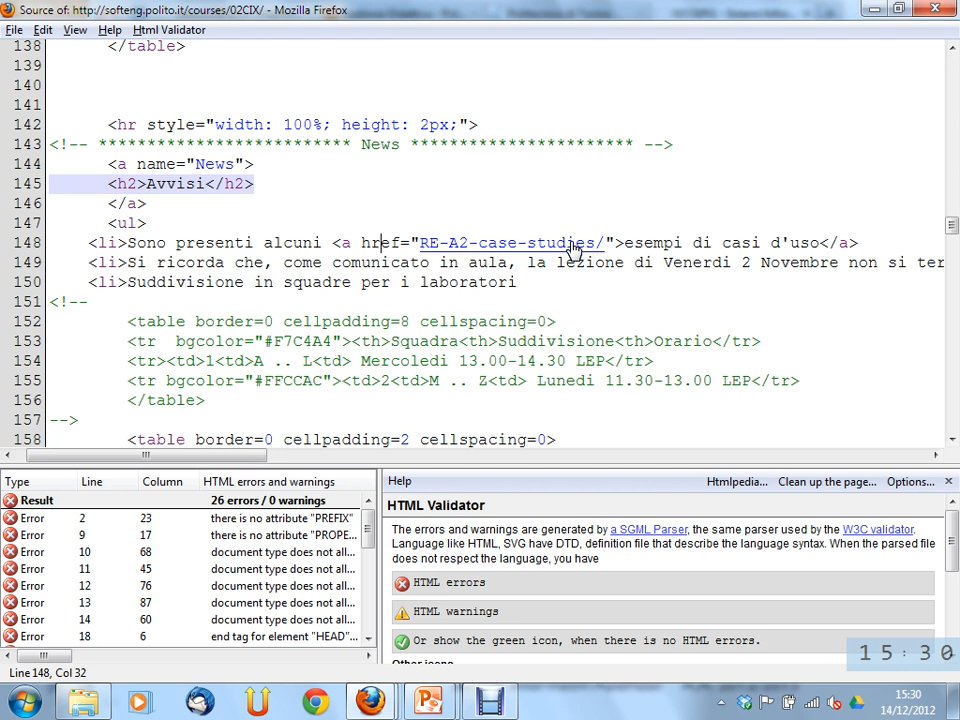 Source of: http://softeng.polito.it/courses/02CIX/ - Mozilla Firefox
File Edit View Help Html Validator
138 </table>
139
140
141
142 <hr style="width: 100%; height: 2px;">
143 <!-- ************************** News *********************** -->
144 <a name="News">
145 <h2>Avvisi</h2>
146 </a>
147 <ul>
148 <li>Sono presenti alcuni <a href="RE-A2-case-studies/">esempi di casi d'uso</a>
149 <li>Si ricorda che, come comunicato in aula, la lezione di Venerdi 2 Novembre non si ter
150 <li>Suddivisione in squadre per i laboratori
151 <!--
152 <table border=0 cellpadding=8 cellspacing=0>
153 <tr bgcolor="#F7C4A4"><th>Squadra<th>Suddivisione<th>Orario</tr>
154 <tr><td>1<td>A .. L<td> Mercoledi 13.00-14.30 LEP</tr>
155 <tr bgcolor="#FFCCAC"><td>2<td>M .. Z<td> Lunedi 11.30-13.00 LEP</tr>
156 </table>
157 -->
158 <table border=0 cellpadding=2 cellspacing=0>
Type Line Column HTML errors and warnings
Result 26 errors / 0 warnings
Error 2 23 there is no attribute "PREFIX"
Error 9 17 there is no attribute "PROPE...
Error 10 68 document type does not all...
Error 11 45 document type does not all...
Error 12 76 document type does not all...
Error 13 87 document type does not all...
Error 14 60 document type does not all...
Error 18 6 end tag for element "HEAD"...
Help Htmlpedia... Clean up the page... Options...
HTML Validator
The errors and warnings are generated by a SGML Parser, the same parser used by the W3C validator.
Language like HTML, SVG have DTD, definition file that describe the language syntax. When the parsed file
does not respect the language, you have
HTML errors
HTML warnings
Or show the green icon, when there is no HTML errors.
Other icons
15:30
Line 148, Col 32
15:30
14/12/2012